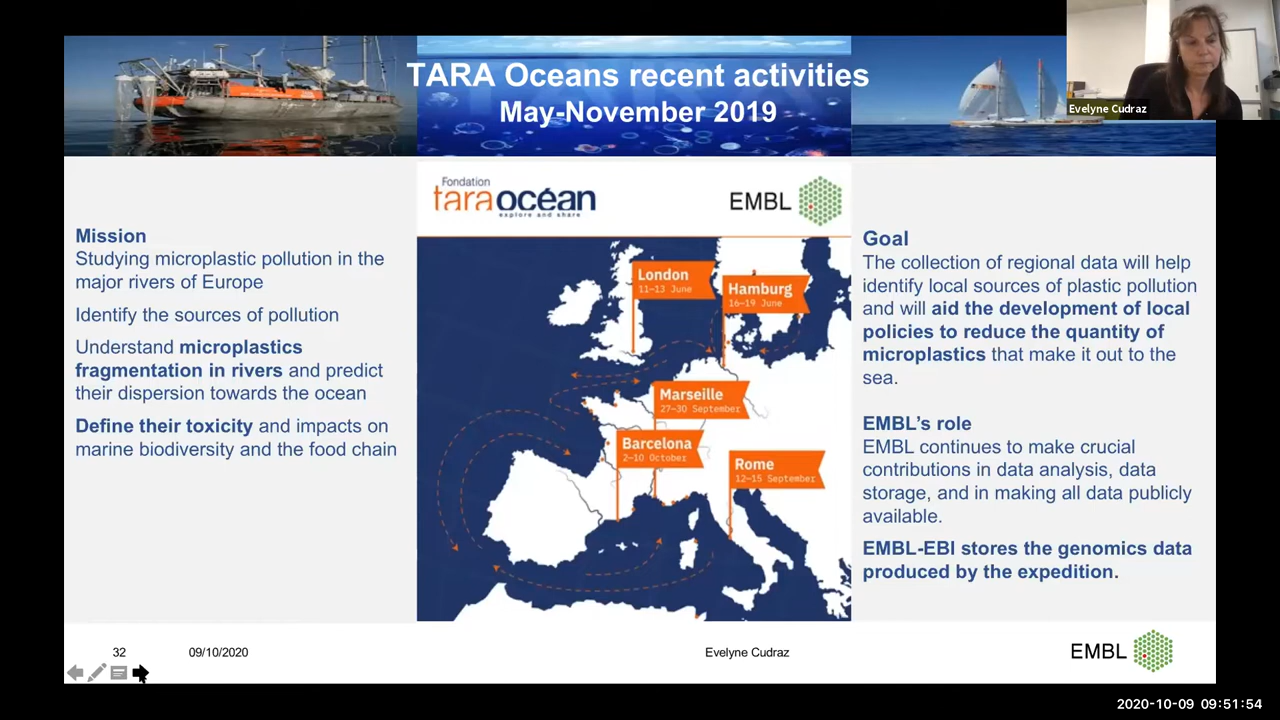 TARA Oceans recent activities
May-November 2019
Evelyne Cudraz
Fondation
taraocéan
explore and share
EMBL
Mission
Studying microplastic pollution in the
major rivers of Europe
Identify the sources of pollution
Understand microplastics
fragmentation in rivers and predict
their dispersion towards the ocean
Define their toxicity and impacts on
marine biodiversity and the food chain
London
11–13 June
Hamburg
16–19 June
Marseille
27–30 September
Barcelona
2–10 October
Rome
12–15 September
Goal
The collection of regional data will help
identify local sources of plastic pollution
and will aid the development of local
policies to reduce the quantity of
microplastics that make it out to the
sea.
EMBL's role
EMBL continues to make crucial
contributions in data analysis, data
storage, and in making all data publicly
available.
EMBL-EBI stores the genomics data
produced by the expedition.
32
09/10/2020
Evelyne Cudraz
EMBL
2020-10-09 09:51:54